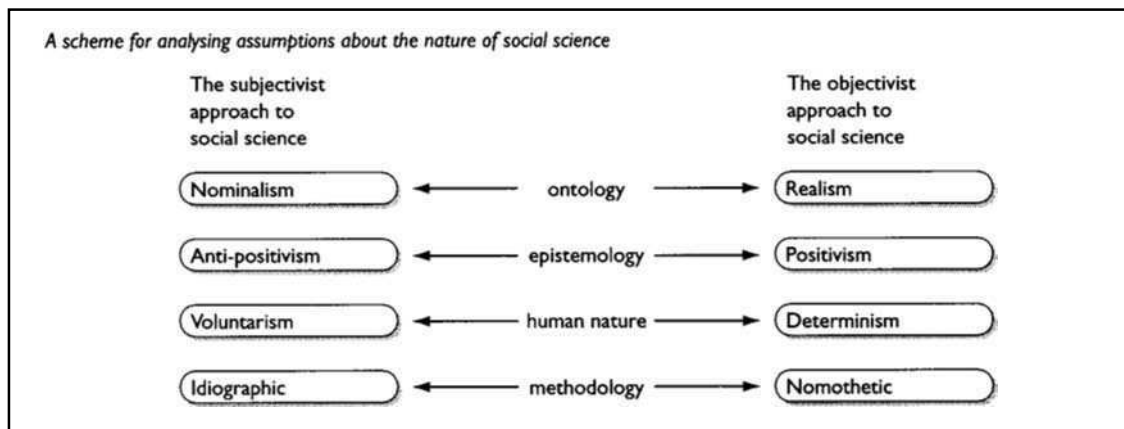 A scheme for analysing assumptions about the nature of social science
The subjectivist
approach to
social science
The objectivist
approach to
social science
Nominalism
ontology
Realism
Anti-positivism
epistemology
Positivism
Voluntarism
human nature
Determinism
Idiographic
methodology
Nomothetic